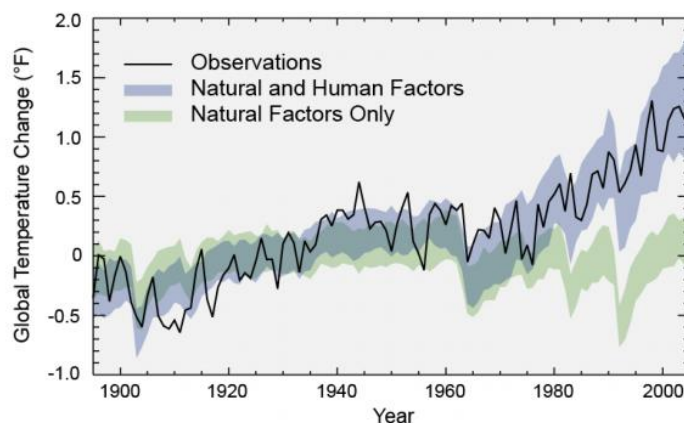 2.0
1.5
1.0
0.5
0
-0.5
-1.0
Global Temperature Change (°F)
Observations
Natural and Human Factors
Natural Factors Only
1900 1920 1940 1960 1980 2000
Year